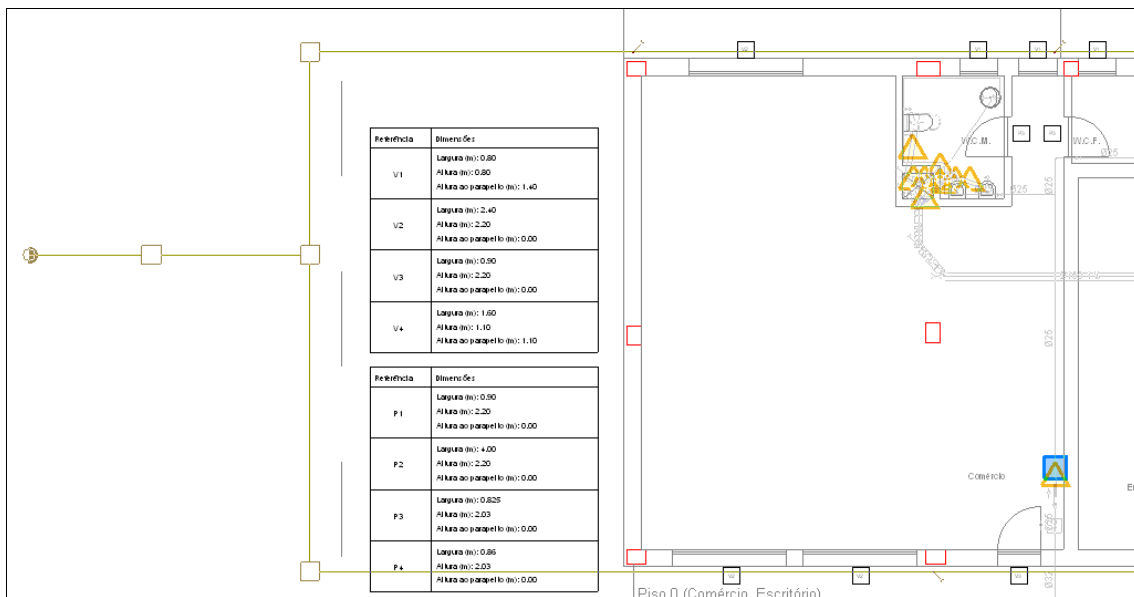 Referência Dimensões
V1
Largura (m): 0.80
Altura (m): 0.80
Altura ao parapeito (m): 1.40
V2
Largura (m): 2.40
Altura (m): 2.20
Altura ao parapeito (m): 0.00
V3
Largura (m): 0.90
Altura (m): 2.20
Altura ao parapeito (m): 0.00
V4
Largura (m): 1.60
Altura (m): 1.10
Altura ao parapeito (m): 1.10
Referência Dimensões
P1
Largura (m): 0.90
Altura (m): 2.20
Altura ao parapeito (m): 0.00
P2
Largura (m): 4.00
Altura (m): 2.20
Altura ao parapeito (m): 0.00
P3
Largura (m): 0.825
Altura (m): 2.03
Altura ao parapeito (m): 0.00
P4
Largura (m): 0.86
Altura (m): 2.03
Altura ao parapeito (m): 0.00
W.C.M.
W.C.F.
Ø25
Ø25
Ø25
Ø25
Comércio
Ø32
Piso 0 (Comércio, Escritório)